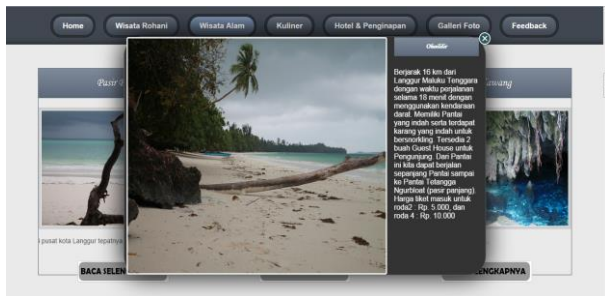 Home
Wisata Rohani
Wisata Alam
Kuliner
Hotel & Penginapan
Galleri Foto
Feedback
Pasir
Berjarak 16 km dari
Langgur Maluku Tenggara
dengan waktu perjalanan
selama 18 menit dengan
menggunakan kendaraan
darat. Memiliki Pantai
yang indah serta terdapat
karang yang indah untuk
bersnorkling. Tersedia 2
buah Guest House untuk
Pengunjung. Dari Pantai
ini kita dapat berjalan
sepanjang Pantai sampai
ke Pantai Tetangga
Ngurbloat (pasir panjang).
Harga tiket masuk untuk
roda2 : Rp. 5.000, dan
roda 4 : Rp. 10.000
pusat kota Langgur tepatnya
BACA SELEN
ENGKAPNYA